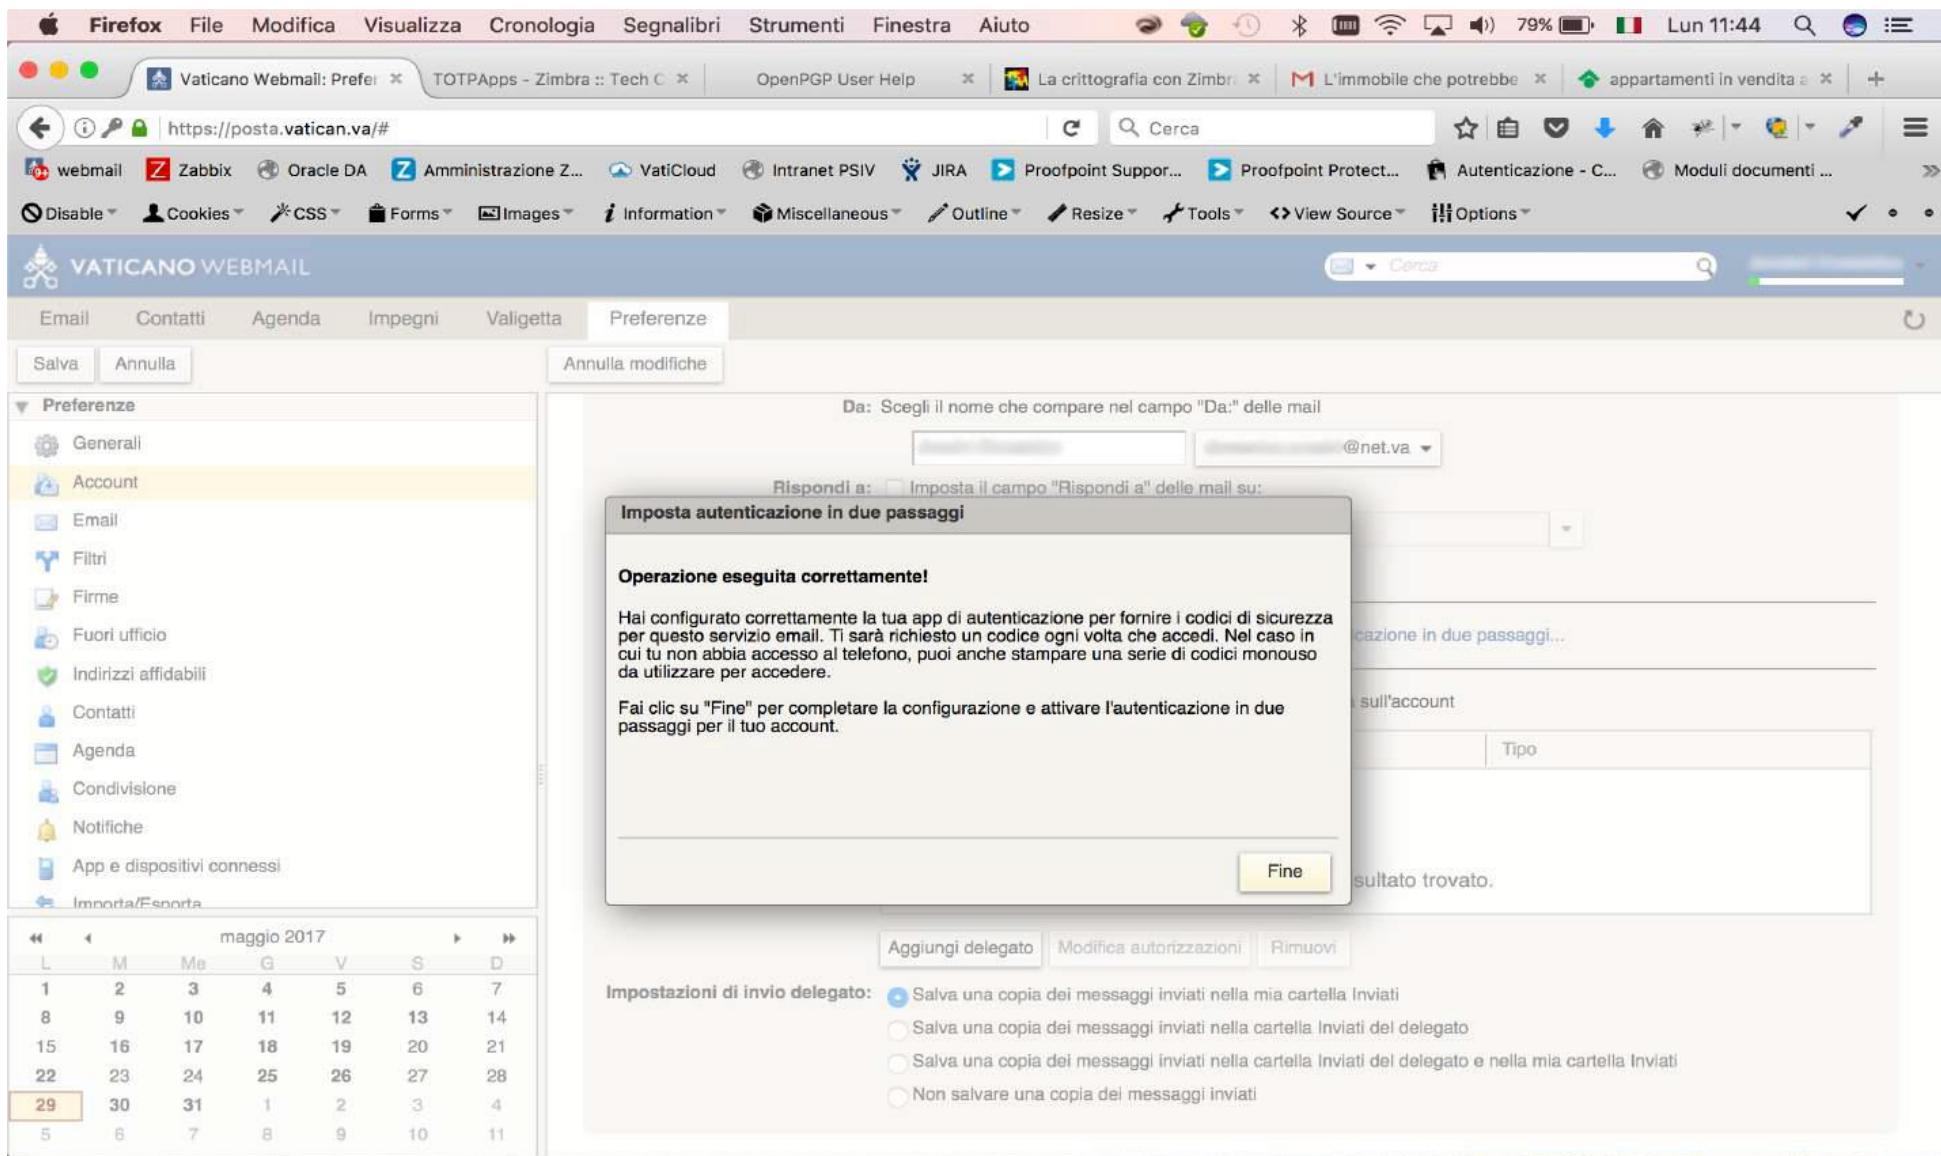 Firefox File Modifica Visualizza Cronologia Segnalibri Strumenti Finestra Aiuto 79% Lun 11:44
Vaticano Webmail: Prefer TOTPApps - Zimbra :: Tech C OpenPGP User Help La crittografia con Zimbr L'immobile che potrebbe appartamenti in vendita a
https://posta.vatican.va/# Cerca
webmail Zabbix Oracle DA Amministrazione Z... VatiCloud Intranet PSIV JIRA Proofpoint Suppor... Proofpoint Protect... Autenticazione - C... Moduli documenti ...
Disable Cookies CSS Forms Images Information Miscellaneous Outline Resize Tools View Source Options
VATICANO WEBMAIL Cerca
Email Contatti Agenda Impegni Valigetta Preferenze
Salva Annulla Annulla modifiche
Preferenze
Generali
Account
Email
Filtri
Firme
Fuori ufficio
Indirizzi affidabili
Contatti
Agenda
Condivisione
Notifiche
App e dispositivi connessi
Importa/Esporta
maggio 2017
L M Me G V S D
1 2 3 4 5 6 7
8 9 10 11 12 13 14
15 16 17 18 19 20 21
22 23 24 25 26 27 28
29 30 31 1 2 3 4
5 6 7 8 9 10 11
Da: Scegli il nome che compare nel campo "Da:" delle mail
@net.va
Rispondi a: Imposta il campo "Rispondi a" delle mail su:
Imposta autenticazione in due passaggi
Operazione eseguita correttamente!
Hai configurato correttamente la tua app di autenticazione per fornire i codici di sicurezza
per questo servizio email. Ti sarà richiesto un codice ogni volta che accedi. Nel caso in
cui tu non abbia accesso al telefono, puoi anche stampare una serie di codici monouso
da utilizzare per accedere.
Fai clic su "Fine" per completare la configurazione e attivare l'autenticazione in due
passaggi per il tuo account.
Fine
cazione in due passaggi...
sull'account
Tipo
sultato trovato.
Aggiungi delegato Modifica autorizzazioni Rimuovi
Impostazioni di invio delegato: Salva una copia dei messaggi inviati nella mia cartella Inviati
Salva una copia dei messaggi inviati nella cartella Inviati del delegato
Salva una copia dei messaggi inviati nella cartella Inviati del delegato e nella mia cartella Inviati
Non salvare una copia dei messaggi inviati